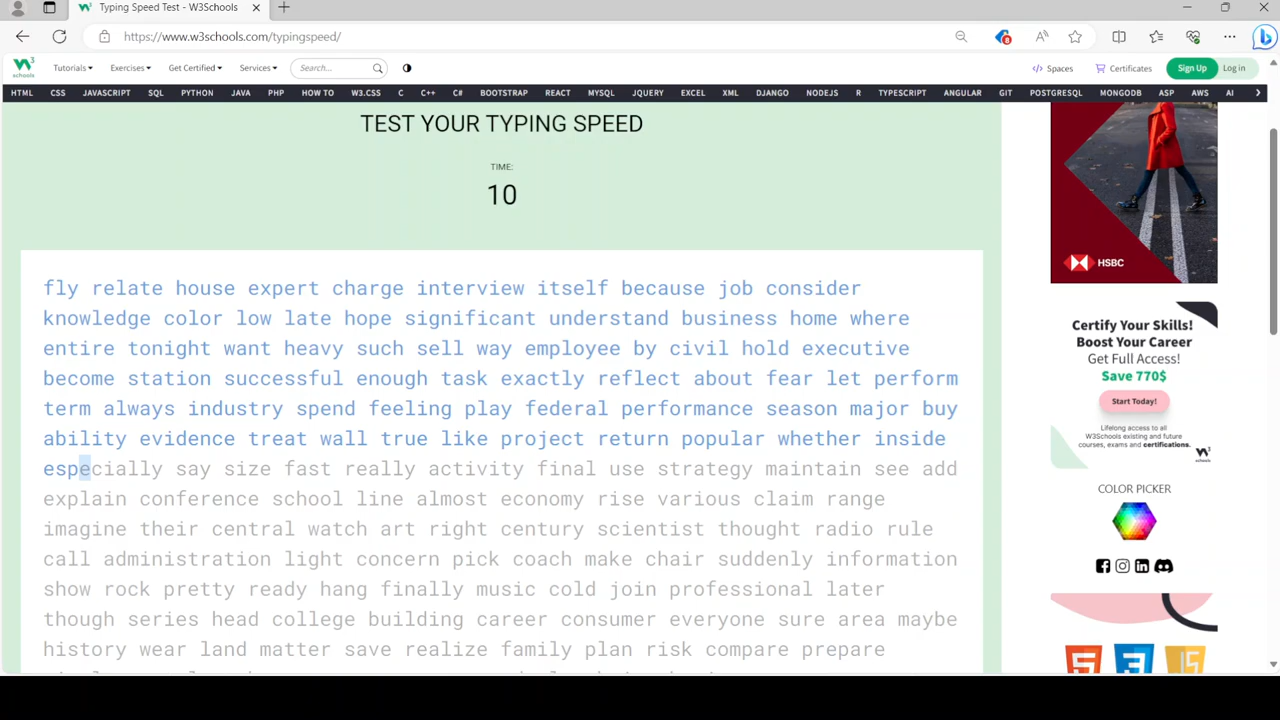 Typing Speed Test - W3Schools
https://www.w3schools.com/typingspeed/
8
W3 schools
Tutorials
Exercises
Get Certified
Services
Search...
</> Spaces
Certificates
Sign Up
Log in
HTML CSS JAVASCRIPT SQL PYTHON JAVA PHP HOW TO W3.CSS C C++ C# BOOTSTRAP REACT MYSQL JQUERY EXCEL XML DJANGO NODEJS R TYPESCRIPT ANGULAR GIT POSTGRESQL MONGODB ASP AWS AI
TEST YOUR TYPING SPEED
TIME:
10
fly relate house expert charge interview itself because job consider
knowledge color low late hope significant understand business home where
entire tonight want heavy such sell way employee by civil hold executive
become station successful enough task exactly reflect about fear let perform
term always industry spend feeling play federal performance season major buy
ability evidence treat wall true like project return popular whether inside
especially say size fast really activity final use strategy maintain see add
explain conference school line almost economy rise various claim range
imagine their central watch art right century scientist thought radio rule
call administration light concern pick coach make chair suddenly information
show rock pretty ready hang finally music cold join professional later
though series head college building career consumer everyone sure area maybe
history wear land matter save realize family plan risk compare prepare
HSBC
Certify Your Skills!
Boost Your Career
Get Full Access!
Save 770$
Start Today!
Lifelong access to all
W3Schools existing and future
courses, exams and certifications.
COLOR PICKER